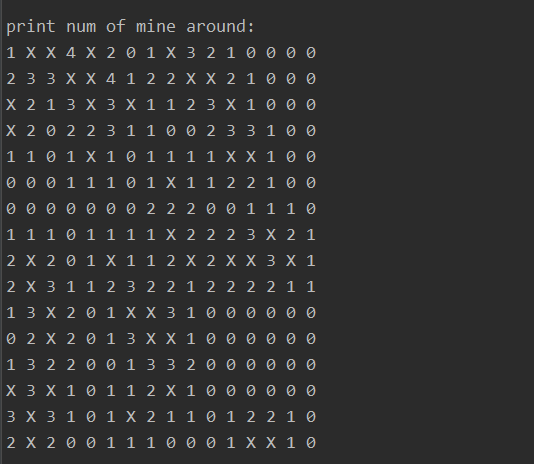 print num of mine around:
1 X X 4 X 2 0 1 X 3 2 1 0 0 0 0
2 3 3 X X 4 1 2 2 X X 2 1 0 0 0
X 2 1 3 X 3 X 1 1 2 3 X 1 0 0 0
X 2 0 2 2 3 1 1 0 0 2 3 3 1 0 0
1 1 0 1 X 1 0 1 1 1 1 X X 1 0 0
0 0 0 1 1 1 0 1 X 1 1 2 2 1 0 0
0 0 0 0 0 0 0 2 2 2 0 0 1 1 1 0
1 1 1 0 1 1 1 1 X 2 2 2 3 X 2 1
2 X 2 0 1 X 1 1 2 X 2 X X 3 X 1
2 X 3 1 1 2 3 2 2 1 2 2 2 2 1 1
1 3 X 2 0 1 X X 3 1 0 0 0 0 0 0
0 2 X 2 0 1 3 X X 1 0 0 0 0 0 0
1 3 2 2 0 0 1 3 3 2 0 0 0 0 0 0
X 3 X 1 0 1 1 2 X 1 0 0 0 0 0 0
3 X 3 1 0 1 X 2 1 1 0 1 2 2 1 0
2 X 2 0 0 1 1 1 0 0 0 1 X X 1 0